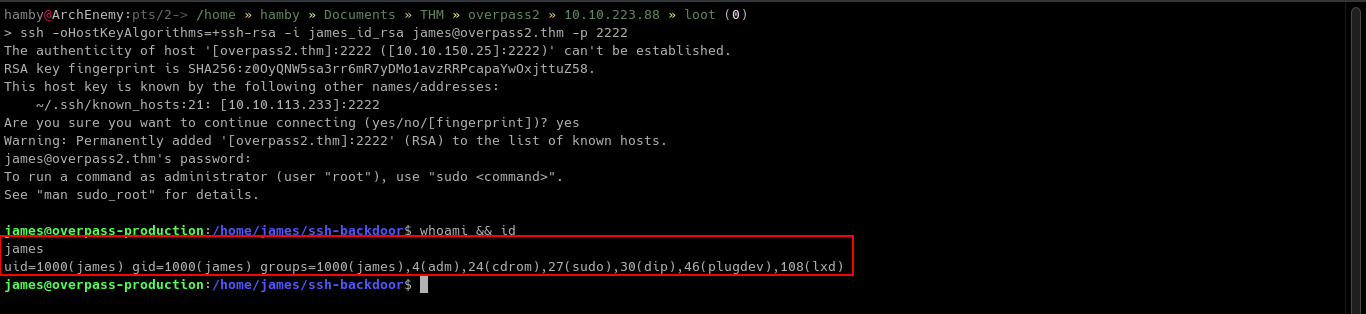 hamby@ArchEnemy:pts/2-> /home » hamby » Documents » THM » overpass2 » 10.10.223.88 » loot (0)
> ssh -oHostKeyAlgorithms=+ssh-rsa -i james_id_rsa james@overpass2.thm -p 2222
The authenticity of host '[overpass2.thm]:2222 ([10.10.150.25]:2222)' can't be established.
RSA key fingerprint is SHA256:z0OyQNW5sa3rr6mR7yDMo1avzRRPcapaYwOxjttuZ58.
This host key is known by the following other names/addresses:
    ~/.ssh/known_hosts:21: [10.10.113.233]:2222
Are you sure you want to continue connecting (yes/no/[fingerprint])? yes
Warning: Permanently added '[overpass2.thm]:2222' (RSA) to the list of known hosts.
james@overpass2.thm's password:
To run a command as administrator (user "root"), use "sudo <command>".
See "man sudo_root" for details.
james@overpass-production:/home/james/ssh-backdoor$ whoami && id
james
uid=1000(james) gid=1000(james) groups=1000(james),4(adm),24(cdrom),27(sudo),30(dip),46(plugdev),108(lxd)
james@overpass-production:/home/james/ssh-backdoor$